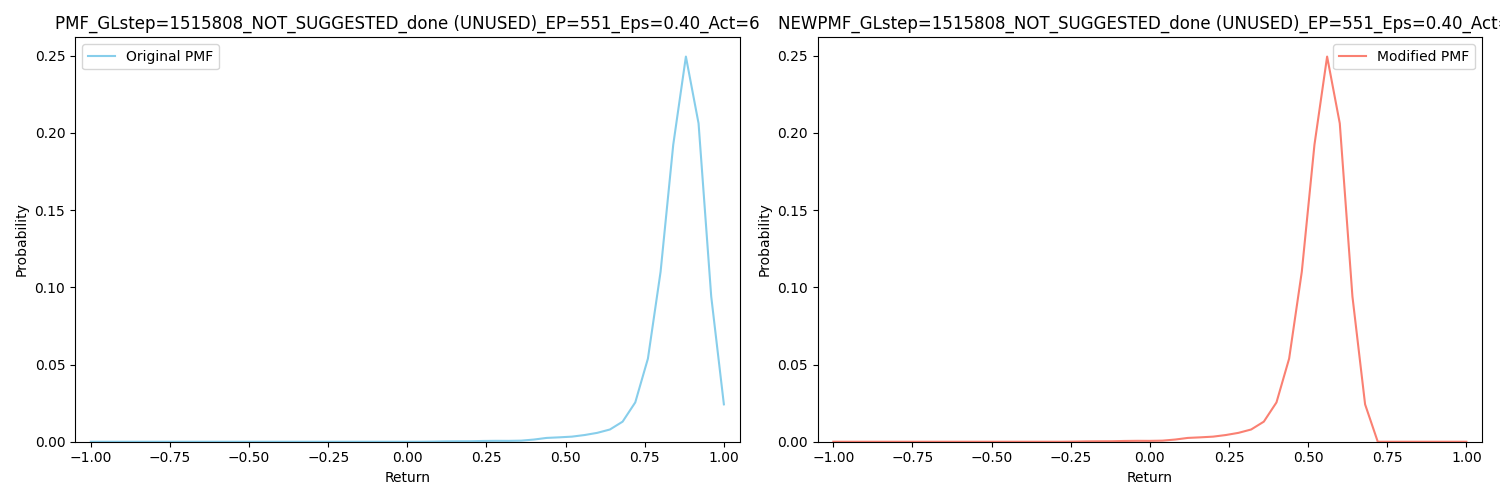 PMF_GLstep=1515808_NOT_SUGGESTED_done (UNUSED)_EP=551_Eps=0.40_Act=6
Original PMF
Probability
0.25
0.20
0.15
0.10
0.05
0.00
−1.00 −0.75 −0.50 −0.25 0.00 0.25 0.50 0.75 1.00
Return
NEWPMF_GLstep=1515808_NOT_SUGGESTED_done (UNUSED)_EP=551_Eps=0.40_Act=
Modified PMF
Probability
0.25
0.20
0.15
0.10
0.05
0.00
−1.00 −0.75 −0.50 −0.25 0.00 0.25 0.50 0.75 1.00
Return